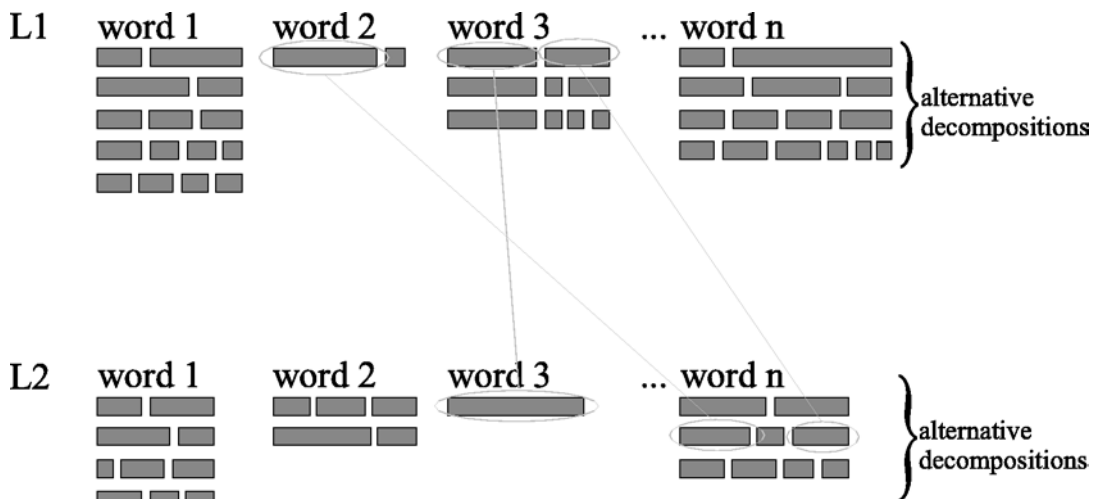 L1 word 1 word 2 word 3 ... word n
alternative
decompositions
L2 word 1 word 2 word 3 ... word n
alternative
decompositions